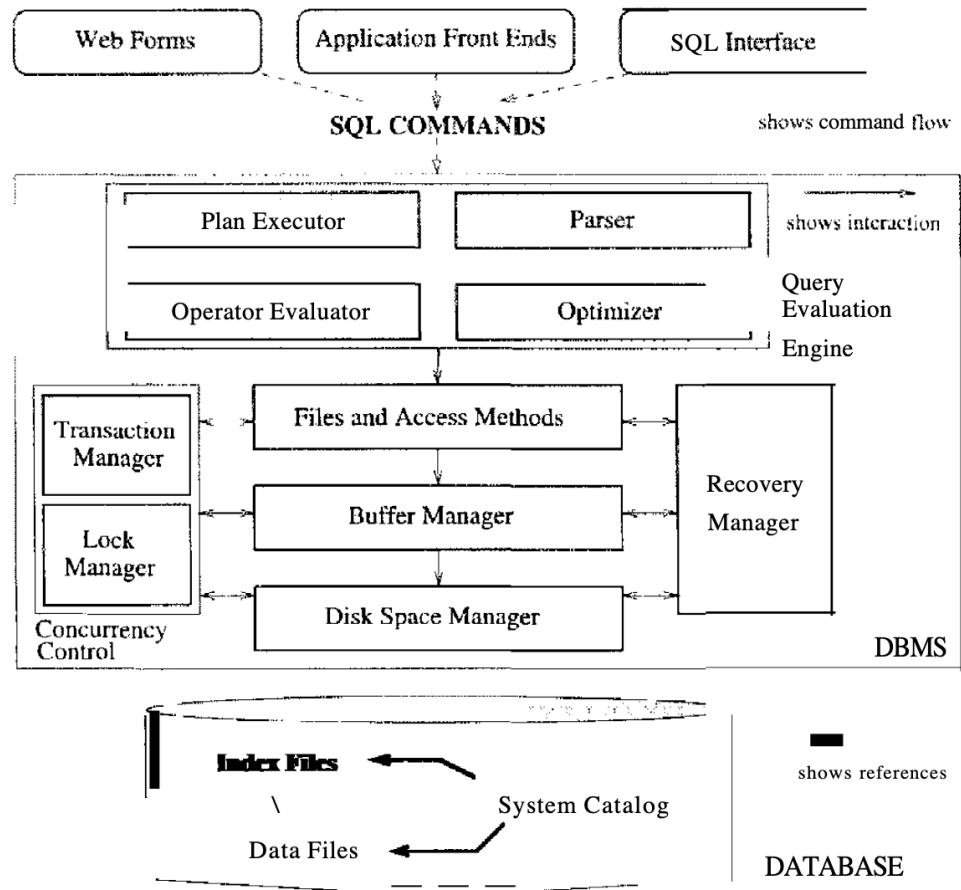 Web Forms
Application Front Ends
SQL Interface
SQL COMMANDS
shows command flow
Plan Executor
Parser
shows interaction
Operator Evaluator
Optimizer
Query
Evaluation
Engine
Files and Access Methods
Transaction
Manager
Buffer Manager
Recovery
Manager
Lock
Manager
Disk Space Manager
Concurrency
Control
DBMS
Index Files
shows references
System Catalog
Data Files
DATABASE